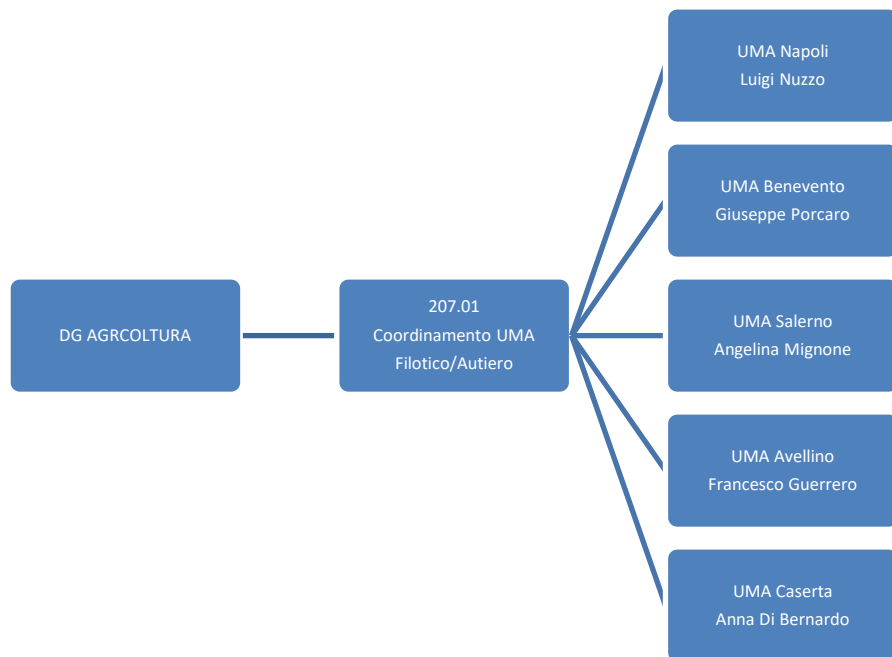 DG AGRCOLTURA
207.01
Coordinamento UMA
Filotico/Autiero
UMA Napoli
Luigi Nuzzo
UMA Benevento
Giuseppe Porcaro
UMA Salerno
Angelina Mignone
UMA Avellino
Francesco Guerrero
UMA Caserta
Anna Di Bernardo